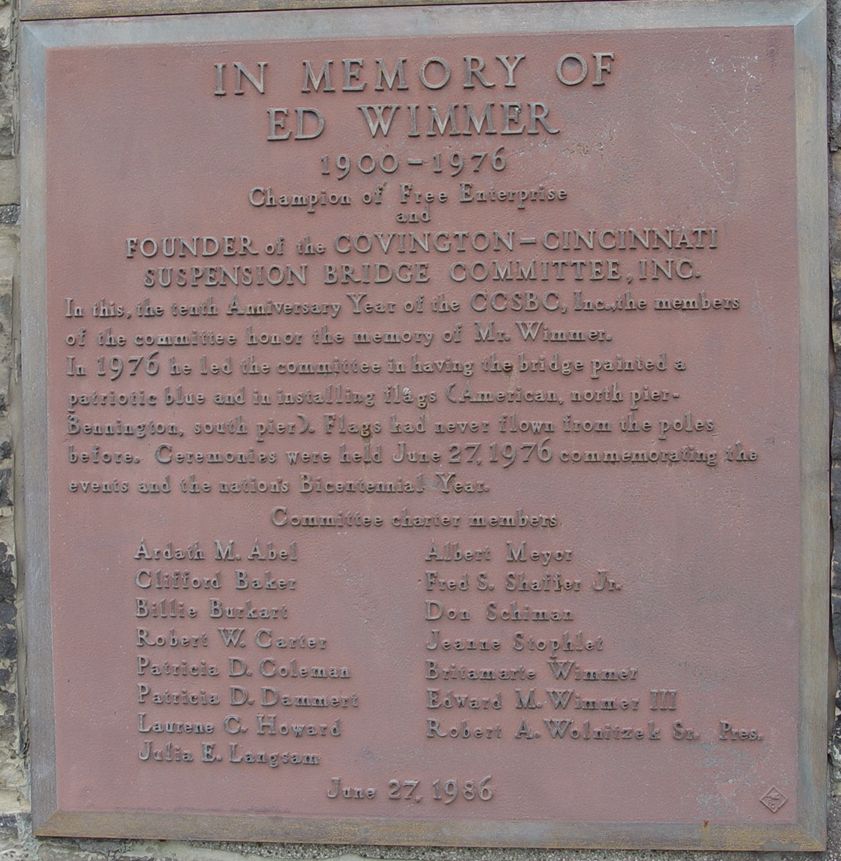 IN MEMORY OF
ED WIMMER
1900-1976
Champion of Free Enterprise
and
FOUNDER of the COVINGTON-CINCINNATI
SUSPENSION BRIDGE COMMITTEE, INC.
In this, the tenth Anniversary Year of the CCSBC, Inc., the members
of the committee honor the memory of Mr. Wimmer.
In 1976 he led the committee in having the bridge painted a
patriotic blue and in installing flags (American, north pier-
Bennington, south pier). Flags had never flown from the poles
before. Ceremonies were held June 27, 1976 commemorating the
events and the nation's Bicentennial Year.
Committee charter members
Ardath M. Abel
Clifford Baker
Billie Burkart
Robert W. Carter
Patricia D. Coleman
Patricia D. Dammert
Laurene C. Howard
Julia E. Langsam
Albert Meyor
Fred S. Shaffer Jr.
Don Schiman
Jeanne Stophlet
Britamarte Wimmer
Edward M. Wimmer III
Robert A. Wolnitzek Sr. Pres.
June 27, 1986